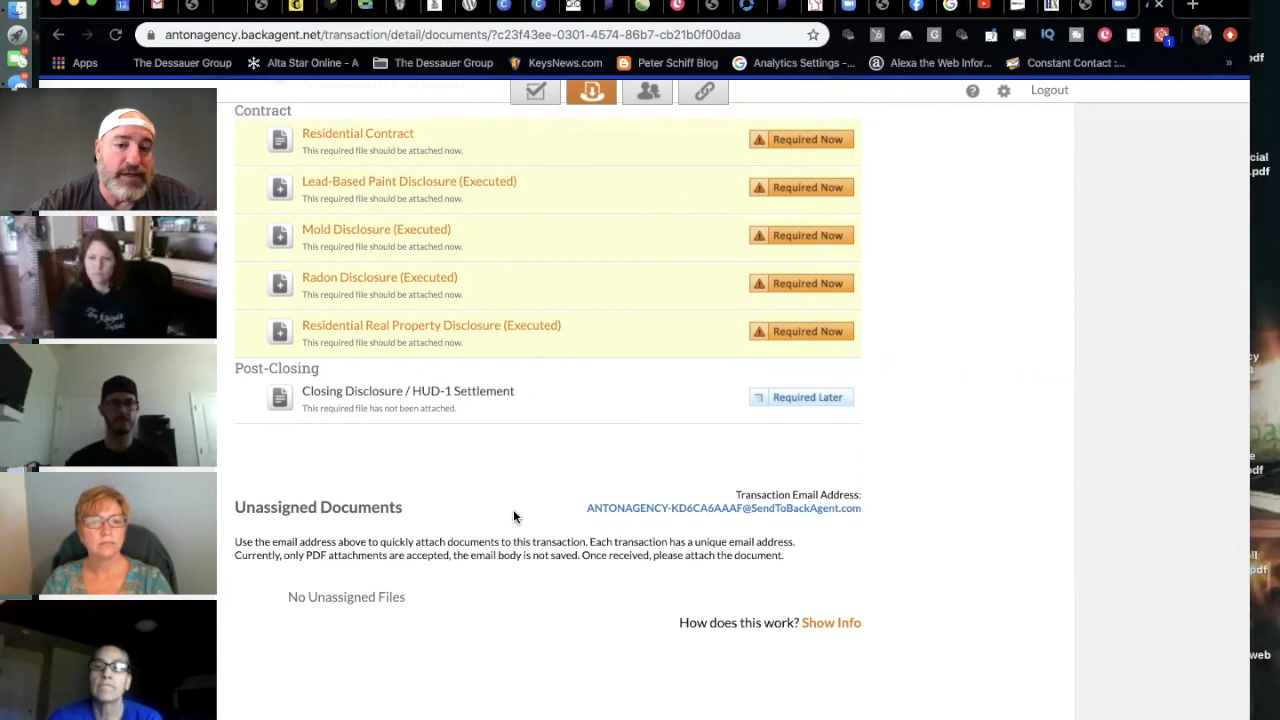 antonagency.backagent.net/transaction/detail/documents/?c23f43ee-0301-4574-86b7-cb21b0f00daa
Apps
The Dessauer Group
Alta Star Online - A
The Dessauer Group
KeysNews.com
Peter Schiff Blog
AskOtto
Alexa the Web Infor...
Constant Contact :...
»
Logout
Contract
Residential Contract
This required file should be attached now.
Required Now
Lead-Based Paint Disclosure (Executed)
This required file should be attached now.
Required Now
Mold Disclosure (Executed)
This required file should be attached now.
Required Now
Radon Disclosure (Executed)
This required file should be attached now.
Required Now
Residential Real Property Disclosure (Executed)
This required file should be attached now.
Required Now
Post-Closing
Closing Disclosure / HUD-1 Settlement
This required file has not been attached.
Required Later
Transaction Email Address:
Unassigned Documents
ANTONAGENCY-KD6CA6AAAF@SendToBackAgent.com
Use the email address above to quickly attach documents to this transaction. Each transaction has a unique email address.
Currently, only PDF attachments are accepted, the email body is not saved. Once received, please attach the document.
No Unassigned Files
How does this work? Show Info
cial
.pdf
cy
pdf
web